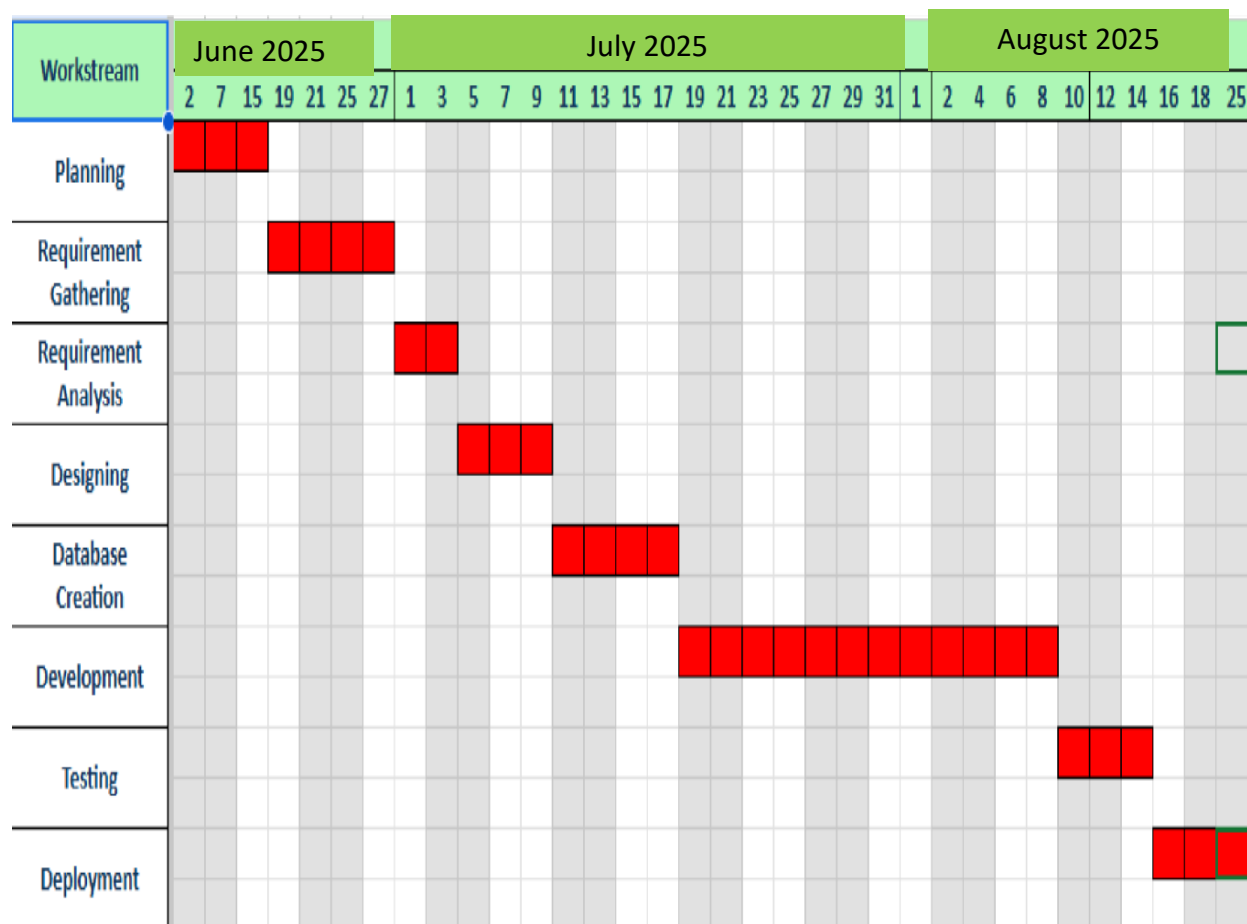 June 2025 July 2025 August 2025
Workstream
2 7 15 19 21 25 27 1 3 5 7 9 11 13 15 17 19 21 23 25 27 29 31 1 2 4 6 8 10 12 14 16 18 25
Planning
Requirement
Gathering
Requirement
Analysis
Designing
Database
Creation
Development
Testing
Deployment